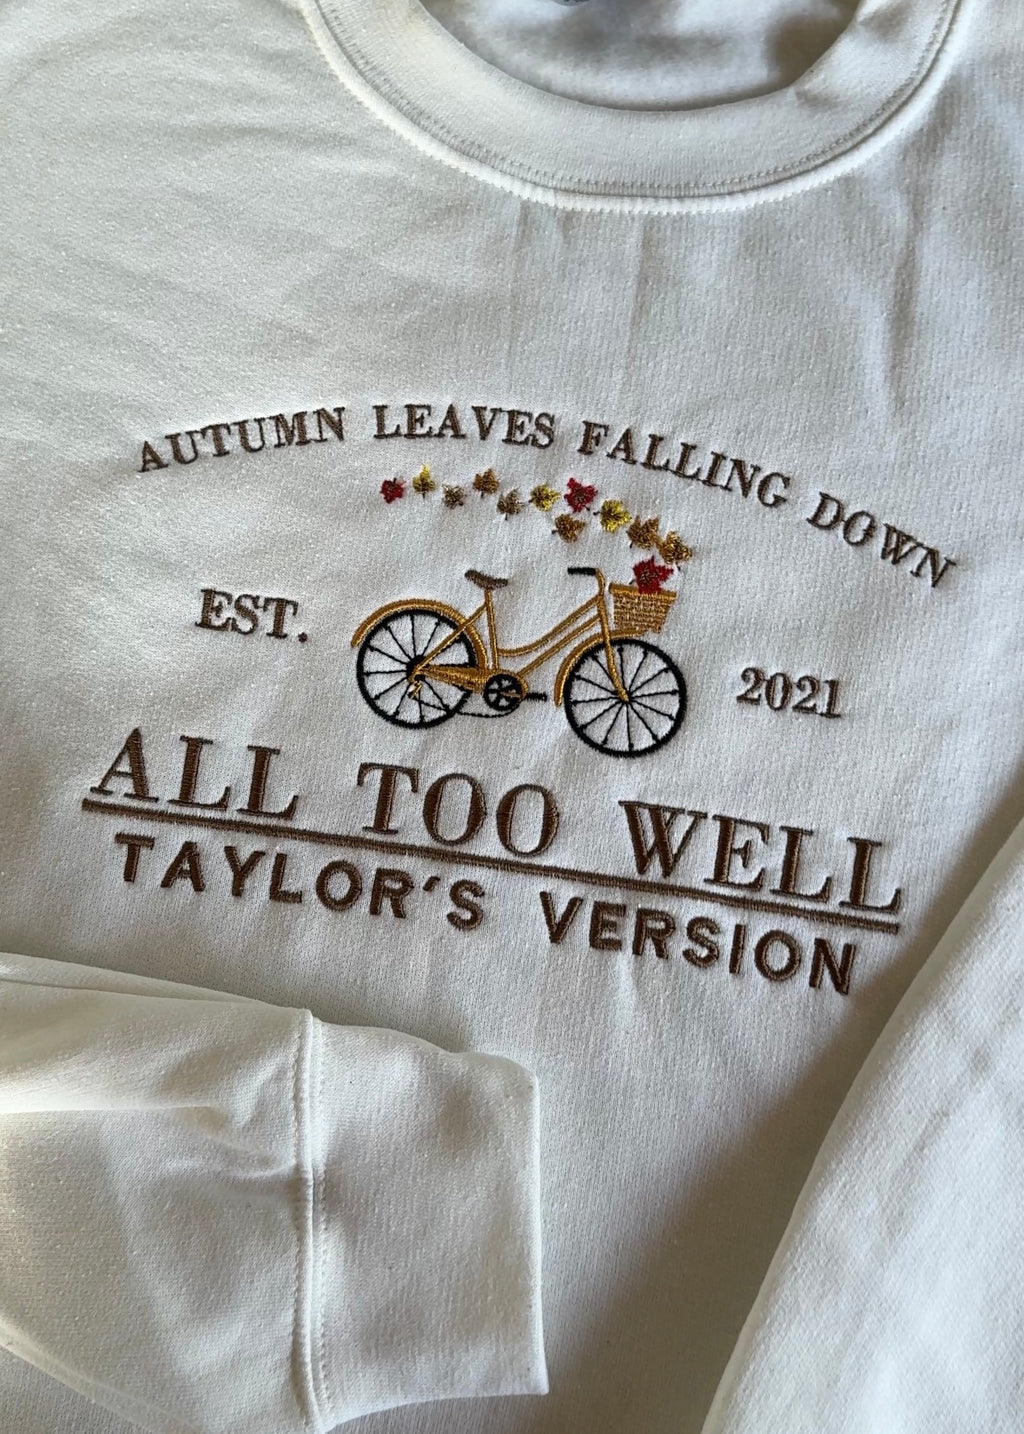 AUTUMN LEAVES FALLING DOWN
EST. 2021
ALL TOO WELL
TAYLOR'S VERSION